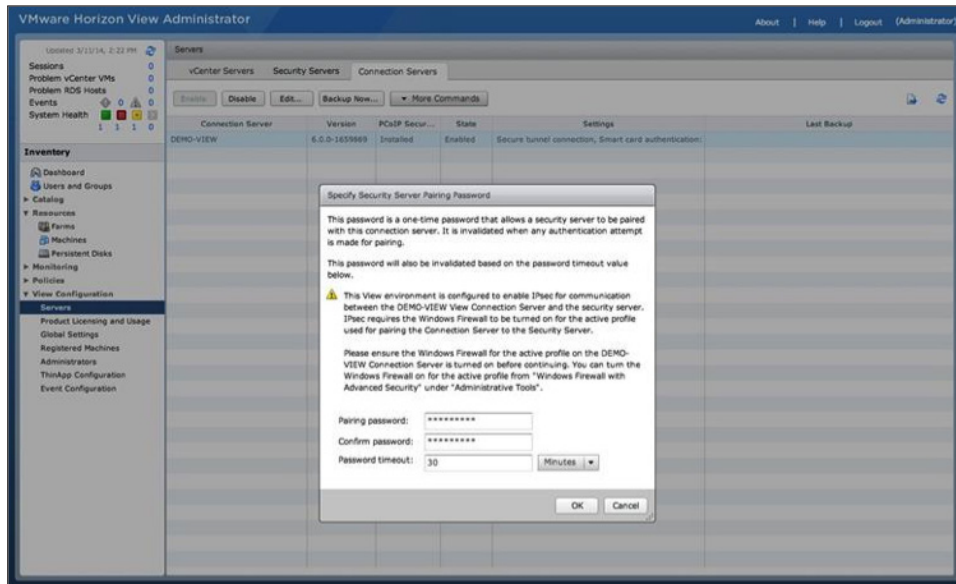 VMware Horizon View Administrator
About | Help | Logout (Administrator)
Updated 3/11/14, 2:22 PM
Sessions 0
Problem vCenter VMs 0
Problem RDS Hosts 0
Events 0 0
System Health
1 1 1 0
Inventory
Dashboard
Users and Groups
Catalog
Resources
Farms
Machines
Persistent Disks
Monitoring
Policies
View Configuration
Servers
Product Licensing and Usage
Global Settings
Registered Machines
Administrators
ThinApp Configuration
Event Configuration
Servers
vCenter Servers Security Servers Connection Servers
Enable Disable Edit... Backup Now... More Commands
Connection Server Version PCoIP Secur... State Settings Last Backup
DEMO-VIEW 6.0.0-1659869 Installed Enabled Secure tunnel connection, Smart card authentication:
Specify Security Server Pairing Password
This password is a one-time password that allows a security server to be paired
with this connection server. It is invalidated when any authentication attempt
is made for pairing.
This password will also be invalidated based on the password timeout value
below.
This View environment is configured to enable IPsec for communication
between the DEMO-VIEW View Connection Server and the security server.
IPsec requires the Windows Firewall to be turned on for the active profile
used for pairing the Connection Server to the Security Server.
Please ensure the Windows Firewall for the active profile on the DEMO-
VIEW Connection Server is turned on before continuing. You can turn the
Windows Firewall on for the active profile from "Windows Firewall with
Advanced Security" under "Administrative Tools".
Pairing password: *********
Confirm password: *********
Password timeout: 30 Minutes
OK Cancel